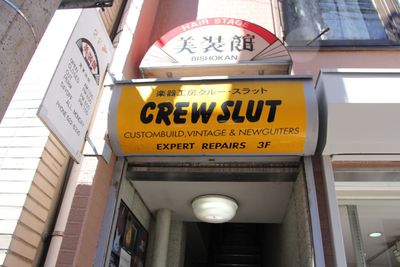 HAIR STAGE
美装館
BISHOKAN
楽器工房クルー・スラット
CREW SLUT
CUSTOMBUILD, VINTAGE & NEWGUITERS
EXPERT REPAIRS 3F